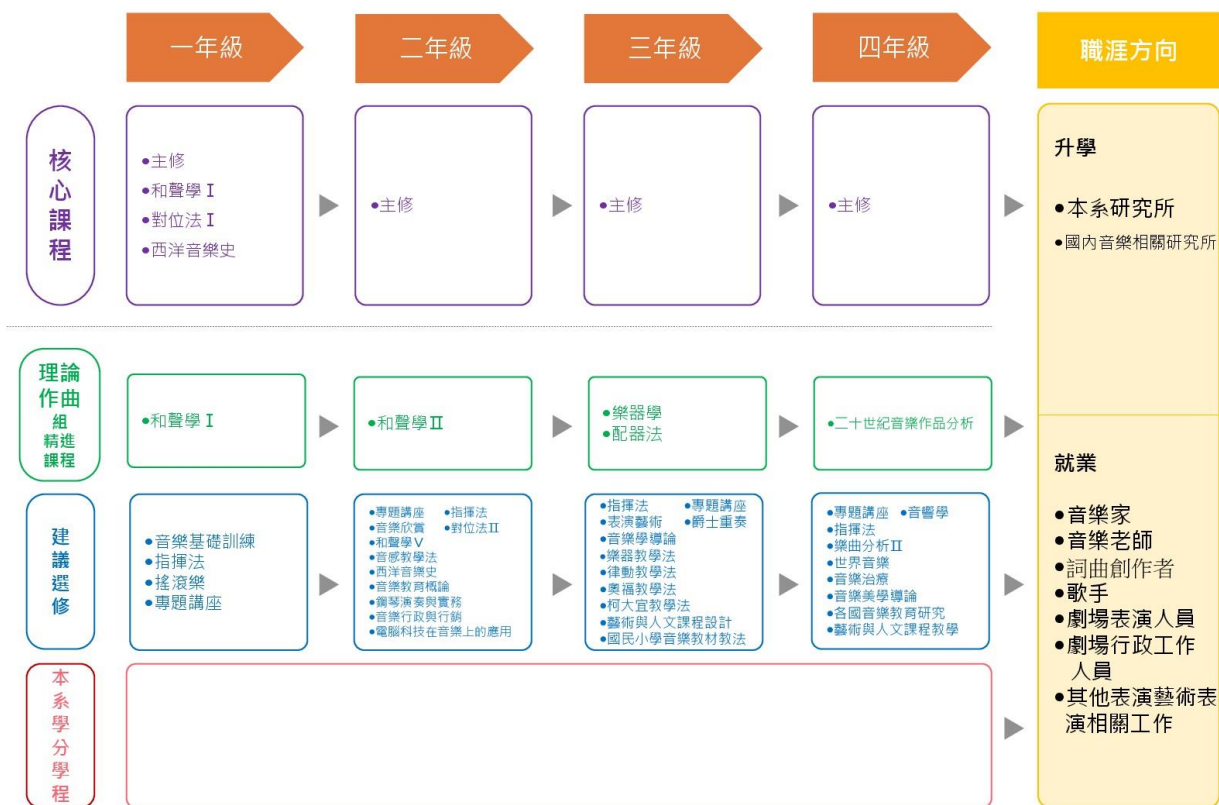 一年級
二年級
三年級
四年級
職涯方向
核心課程
●主修
●和聲學 I
●對位法 I
●西洋音樂史
●主修
●主修
●主修
升學
●本系研究所
●國內音樂相關研究所
理論
作曲
組
精進
課程
●和聲學 I
●和聲學Ⅱ
●樂器學
●配器法
●二十世紀音樂作品分析
建議選修
●音樂基礎訓練
●指揮法
●搖滾樂
●專題講座
●專題講座 ●指揮法
●音樂欣賞 ●對位法Ⅱ
●和聲學Ⅴ
●音感教學法
●西洋音樂史
●音樂教育概論
●鋼琴演奏與實務
●音樂行政與行銷
●電腦科技在音樂上的應用
●指揮法 ●專題講座
●表演藝術 ●爵士重奏
●音樂學導論
●樂器教學法
●律動教學法
●奧福教學法
●柯大宜教學法
●藝術與人文課程設計
●國民小學音樂教材教法
●專題講座 ●音響學
●指揮法
●樂曲分析Ⅱ
●世界音樂
●音樂治療
●音樂美學導論
●各國音樂教育研究
●藝術與人文課程教學
就業
●音樂家
●音樂老師
●詞曲創作者
●歌手
●劇場表演人員
●劇場行政工作
人員
●其他表演藝術表
演相關工作
本系學分學程